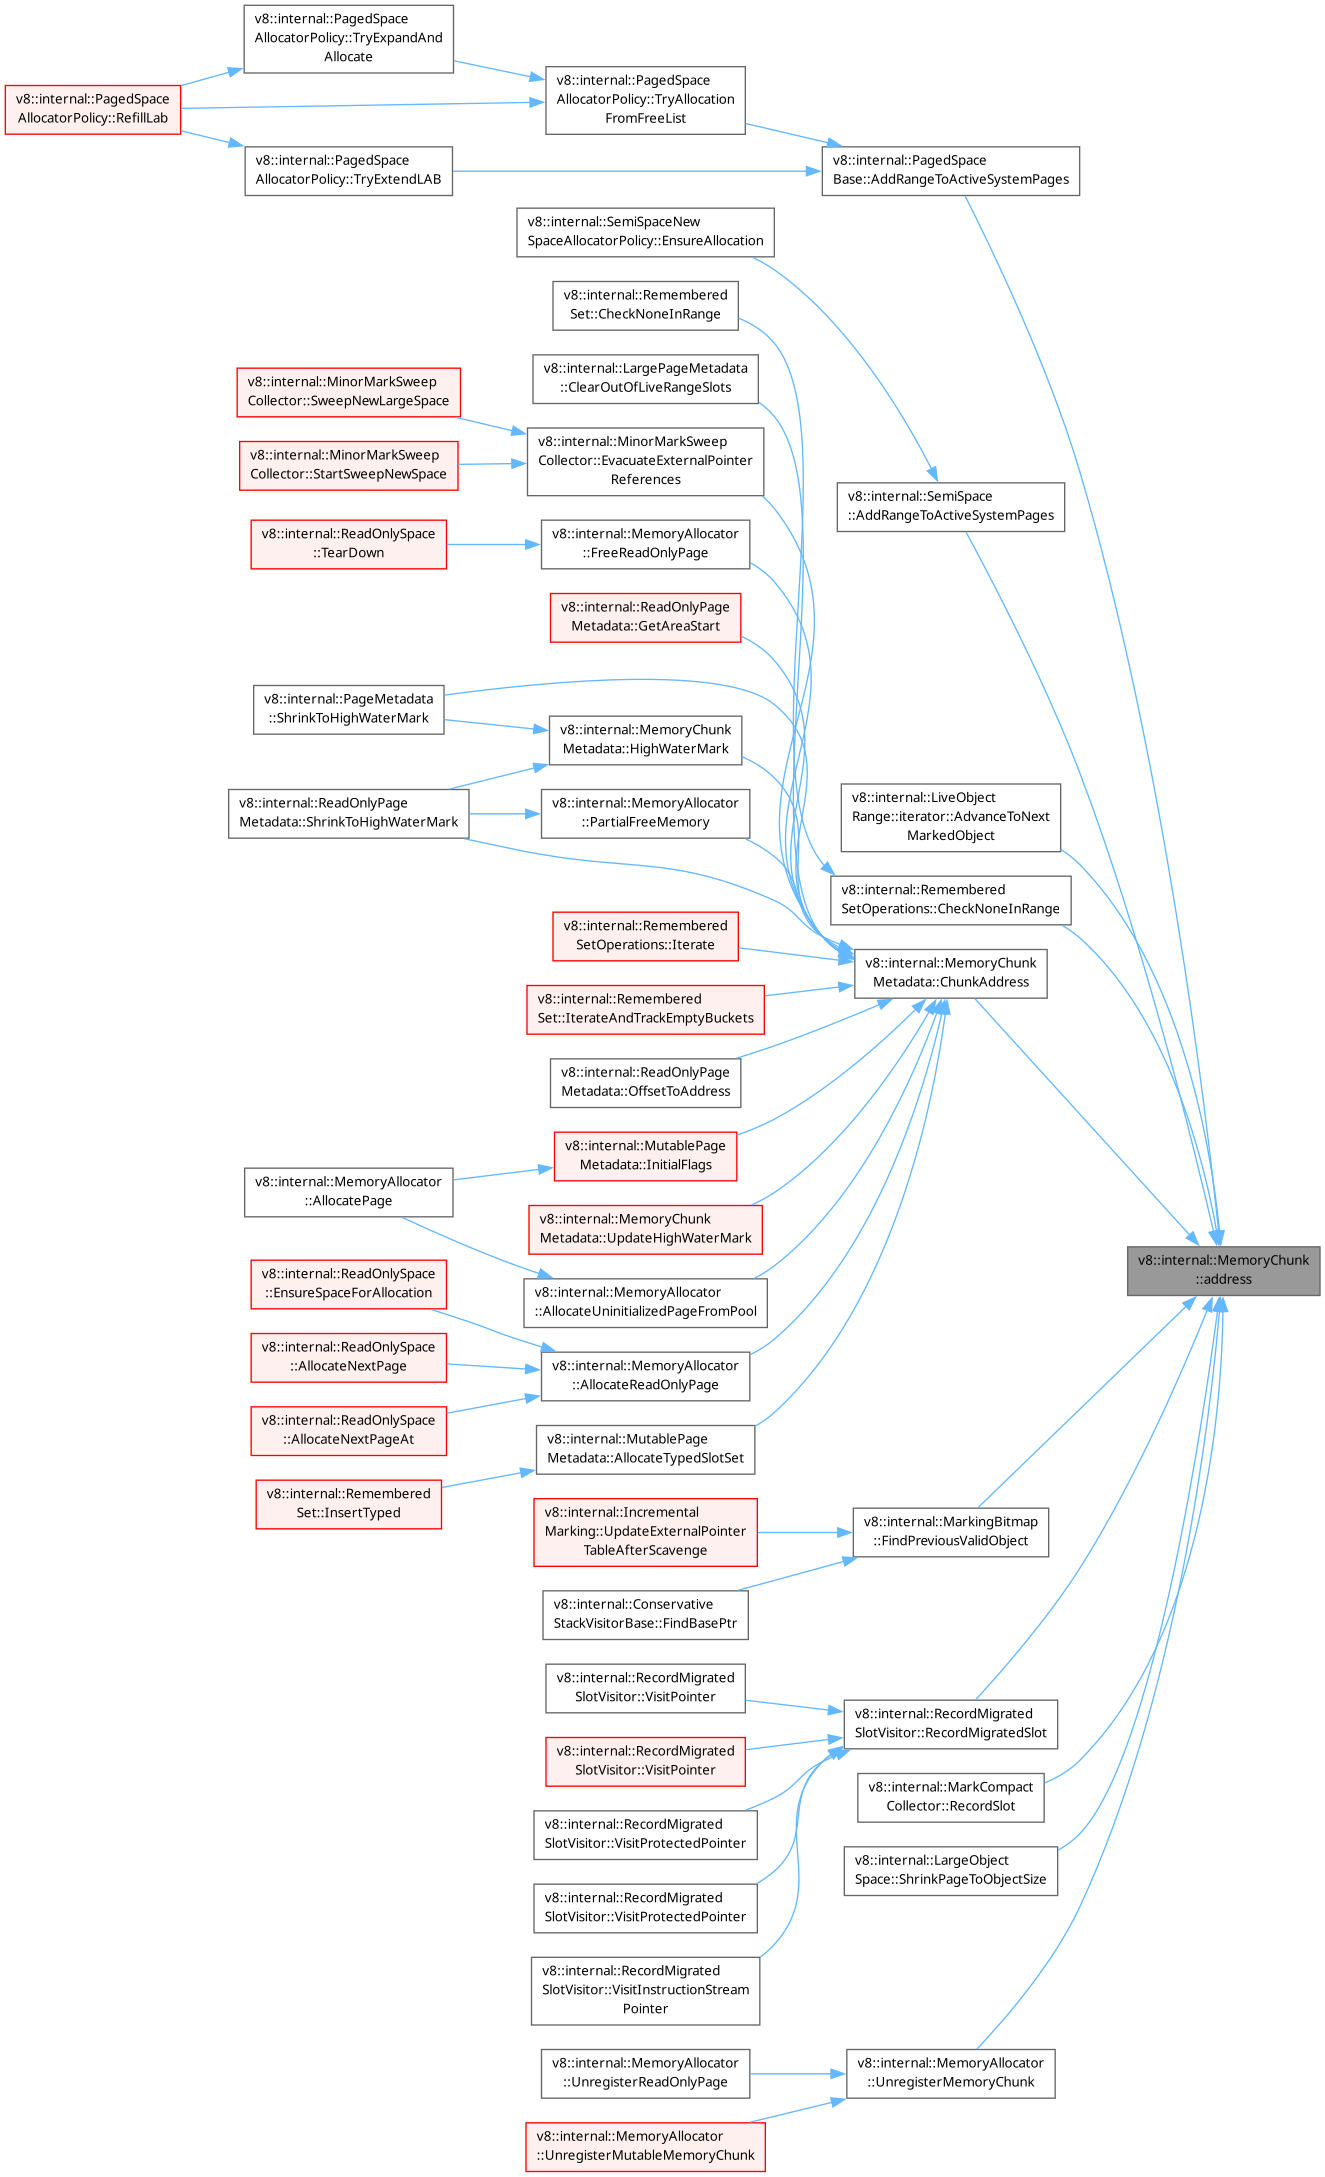 v8::internal::PagedSpace
AllocatorPolicy::TryExpandAnd
Allocate
v8::internal::PagedSpace
AllocatorPolicy::RefillLab
v8::internal::PagedSpace
AllocatorPolicy::TryAllocation
FromFreeList
v8::internal::PagedSpace
AllocatorPolicy::TryExtendLAB
v8::internal::PagedSpace
Base::AddRangeToActiveSystemPages
v8::internal::SemiSpaceNew
SpaceAllocatorPolicy::EnsureAllocation
v8::internal::Remembered
Set::CheckNoneInRange
v8::internal::LargePageMetadata
::ClearOutOfLiveRangeSlots
v8::internal::MinorMarkSweep
Collector::SweepNewLargeSpace
v8::internal::MinorMarkSweep
Collector::EvacuateExternalPointer
References
v8::internal::MinorMarkSweep
Collector::StartSweepNewSpace
v8::internal::SemiSpace
::AddRangeToActiveSystemPages
v8::internal::ReadOnlySpace
::TearDown
v8::internal::MemoryAllocator
::FreeReadOnlyPage
v8::internal::ReadOnlyPage
Metadata::GetAreaStart
v8::internal::PageMetadata
::ShrinkToHighWaterMark
v8::internal::MemoryChunk
Metadata::HighWaterMark
v8::internal::ReadOnlyPage
Metadata::ShrinkToHighWaterMark
v8::internal::MemoryAllocator
::PartialFreeMemory
v8::internal::LiveObject
Range::iterator::AdvanceToNext
MarkedObject
v8::internal::Remembered
SetOperations::CheckNoneInRange
v8::internal::Remembered
SetOperations::Iterate
v8::internal::MemoryChunk
Metadata::ChunkAddress
v8::internal::Remembered
Set::IterateAndTrackEmptyBuckets
v8::internal::ReadOnlyPage
Metadata::OffsetToAddress
v8::internal::MutablePage
Metadata::InitialFlags
v8::internal::MemoryAllocator
::AllocatePage
v8::internal::MemoryChunk
Metadata::UpdateHighWaterMark
v8::internal::MemoryChunk
::address
v8::internal::ReadOnlySpace
::EnsureSpaceForAllocation
v8::internal::MemoryAllocator
::AllocateUninitializedPageFromPool
v8::internal::ReadOnlySpace
::AllocateNextPage
v8::internal::MemoryAllocator
::AllocateReadOnlyPage
v8::internal::ReadOnlySpace
::AllocateNextPageAt
v8::internal::MutablePage
Metadata::AllocateTypedSlotSet
v8::internal::Remembered
Set::InsertTyped
v8::internal::Incremental
Marking::UpdateExternalPointer
TableAfterScavenge
v8::internal::MarkingBitmap
::FindPreviousValidObject
v8::internal::Conservative
StackVisitorBase::FindBasePtr
v8::internal::RecordMigrated
SlotVisitor::VisitPointer
v8::internal::RecordMigrated
SlotVisitor::RecordMigratedSlot
v8::internal::RecordMigrated
SlotVisitor::VisitPointer
v8::internal::MarkCompact
Collector::RecordSlot
v8::internal::RecordMigrated
SlotVisitor::VisitProtectedPointer
v8::internal::LargeObject
Space::ShrinkPageToObjectSize
v8::internal::RecordMigrated
SlotVisitor::VisitProtectedPointer
v8::internal::RecordMigrated
SlotVisitor::VisitInstructionStream
Pointer
v8::internal::MemoryAllocator
::UnregisterReadOnlyPage
v8::internal::MemoryAllocator
::UnregisterMemoryChunk
v8::internal::MemoryAllocator
::UnregisterMutableMemoryChunk